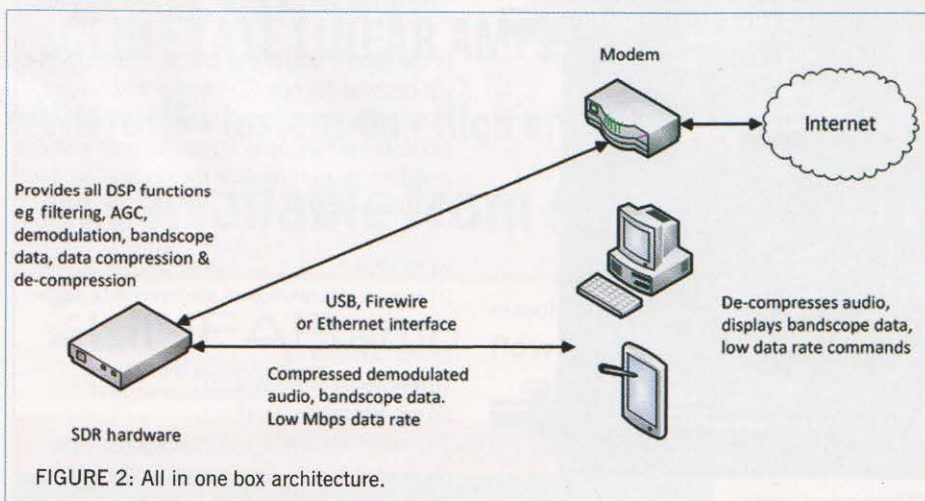 Modem
Internet
Provides all DSP functions
eg filtering, AGC,
demodulation, bandscope
data, data compression &
de-compression
USB, Firewire
or Ethernet interface
De-compresses audio,
displays bandscope data,
low data rate commands
Compressed demodulated
audio, bandscope data.
Low Mbps data rate
SDR hardware
FIGURE 2: All in one box architecture.